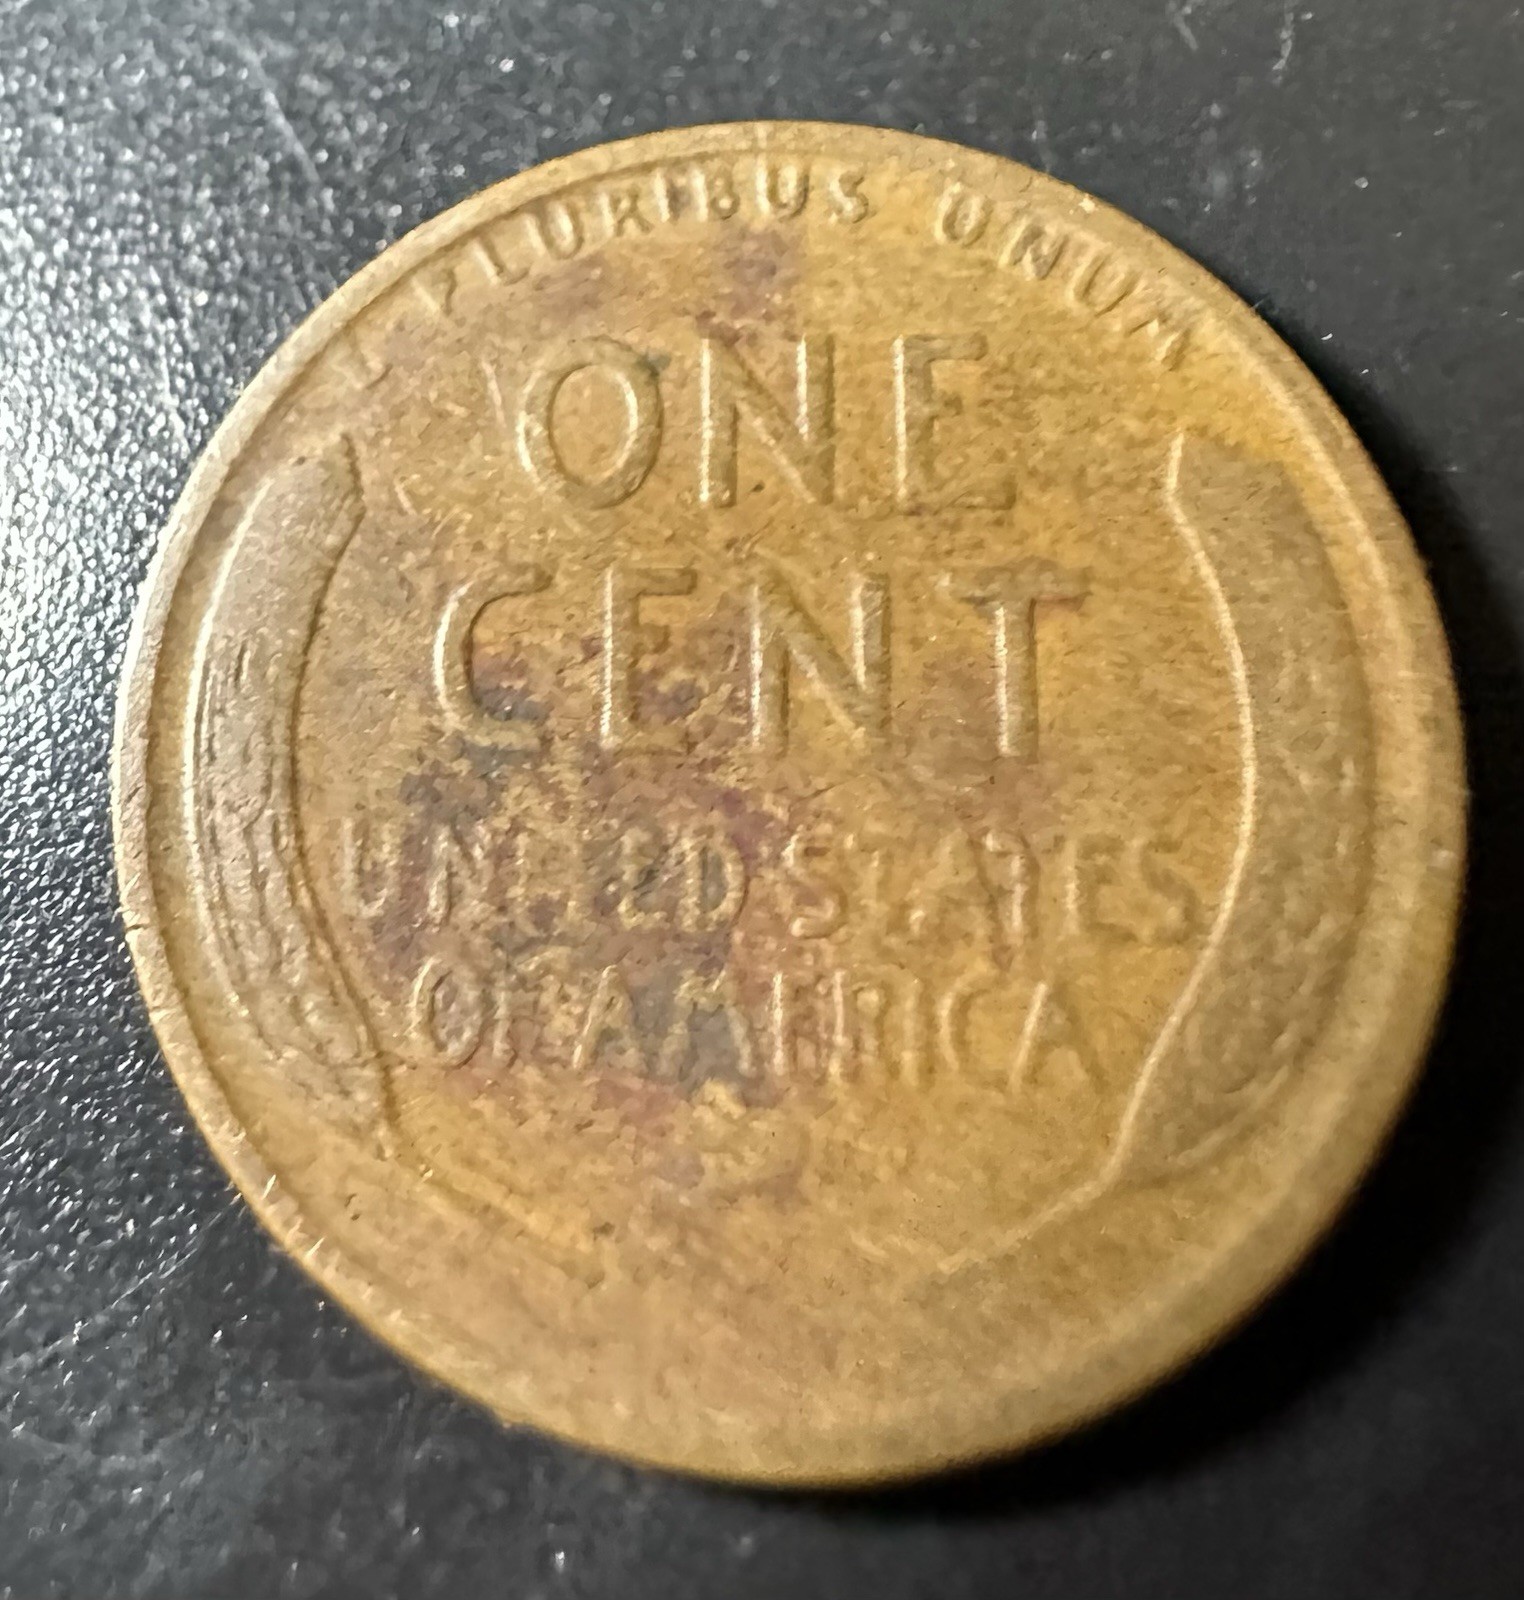 E PLURIBUS UNUM
ONE
CENT
UNITED STATES
OF AMERICA